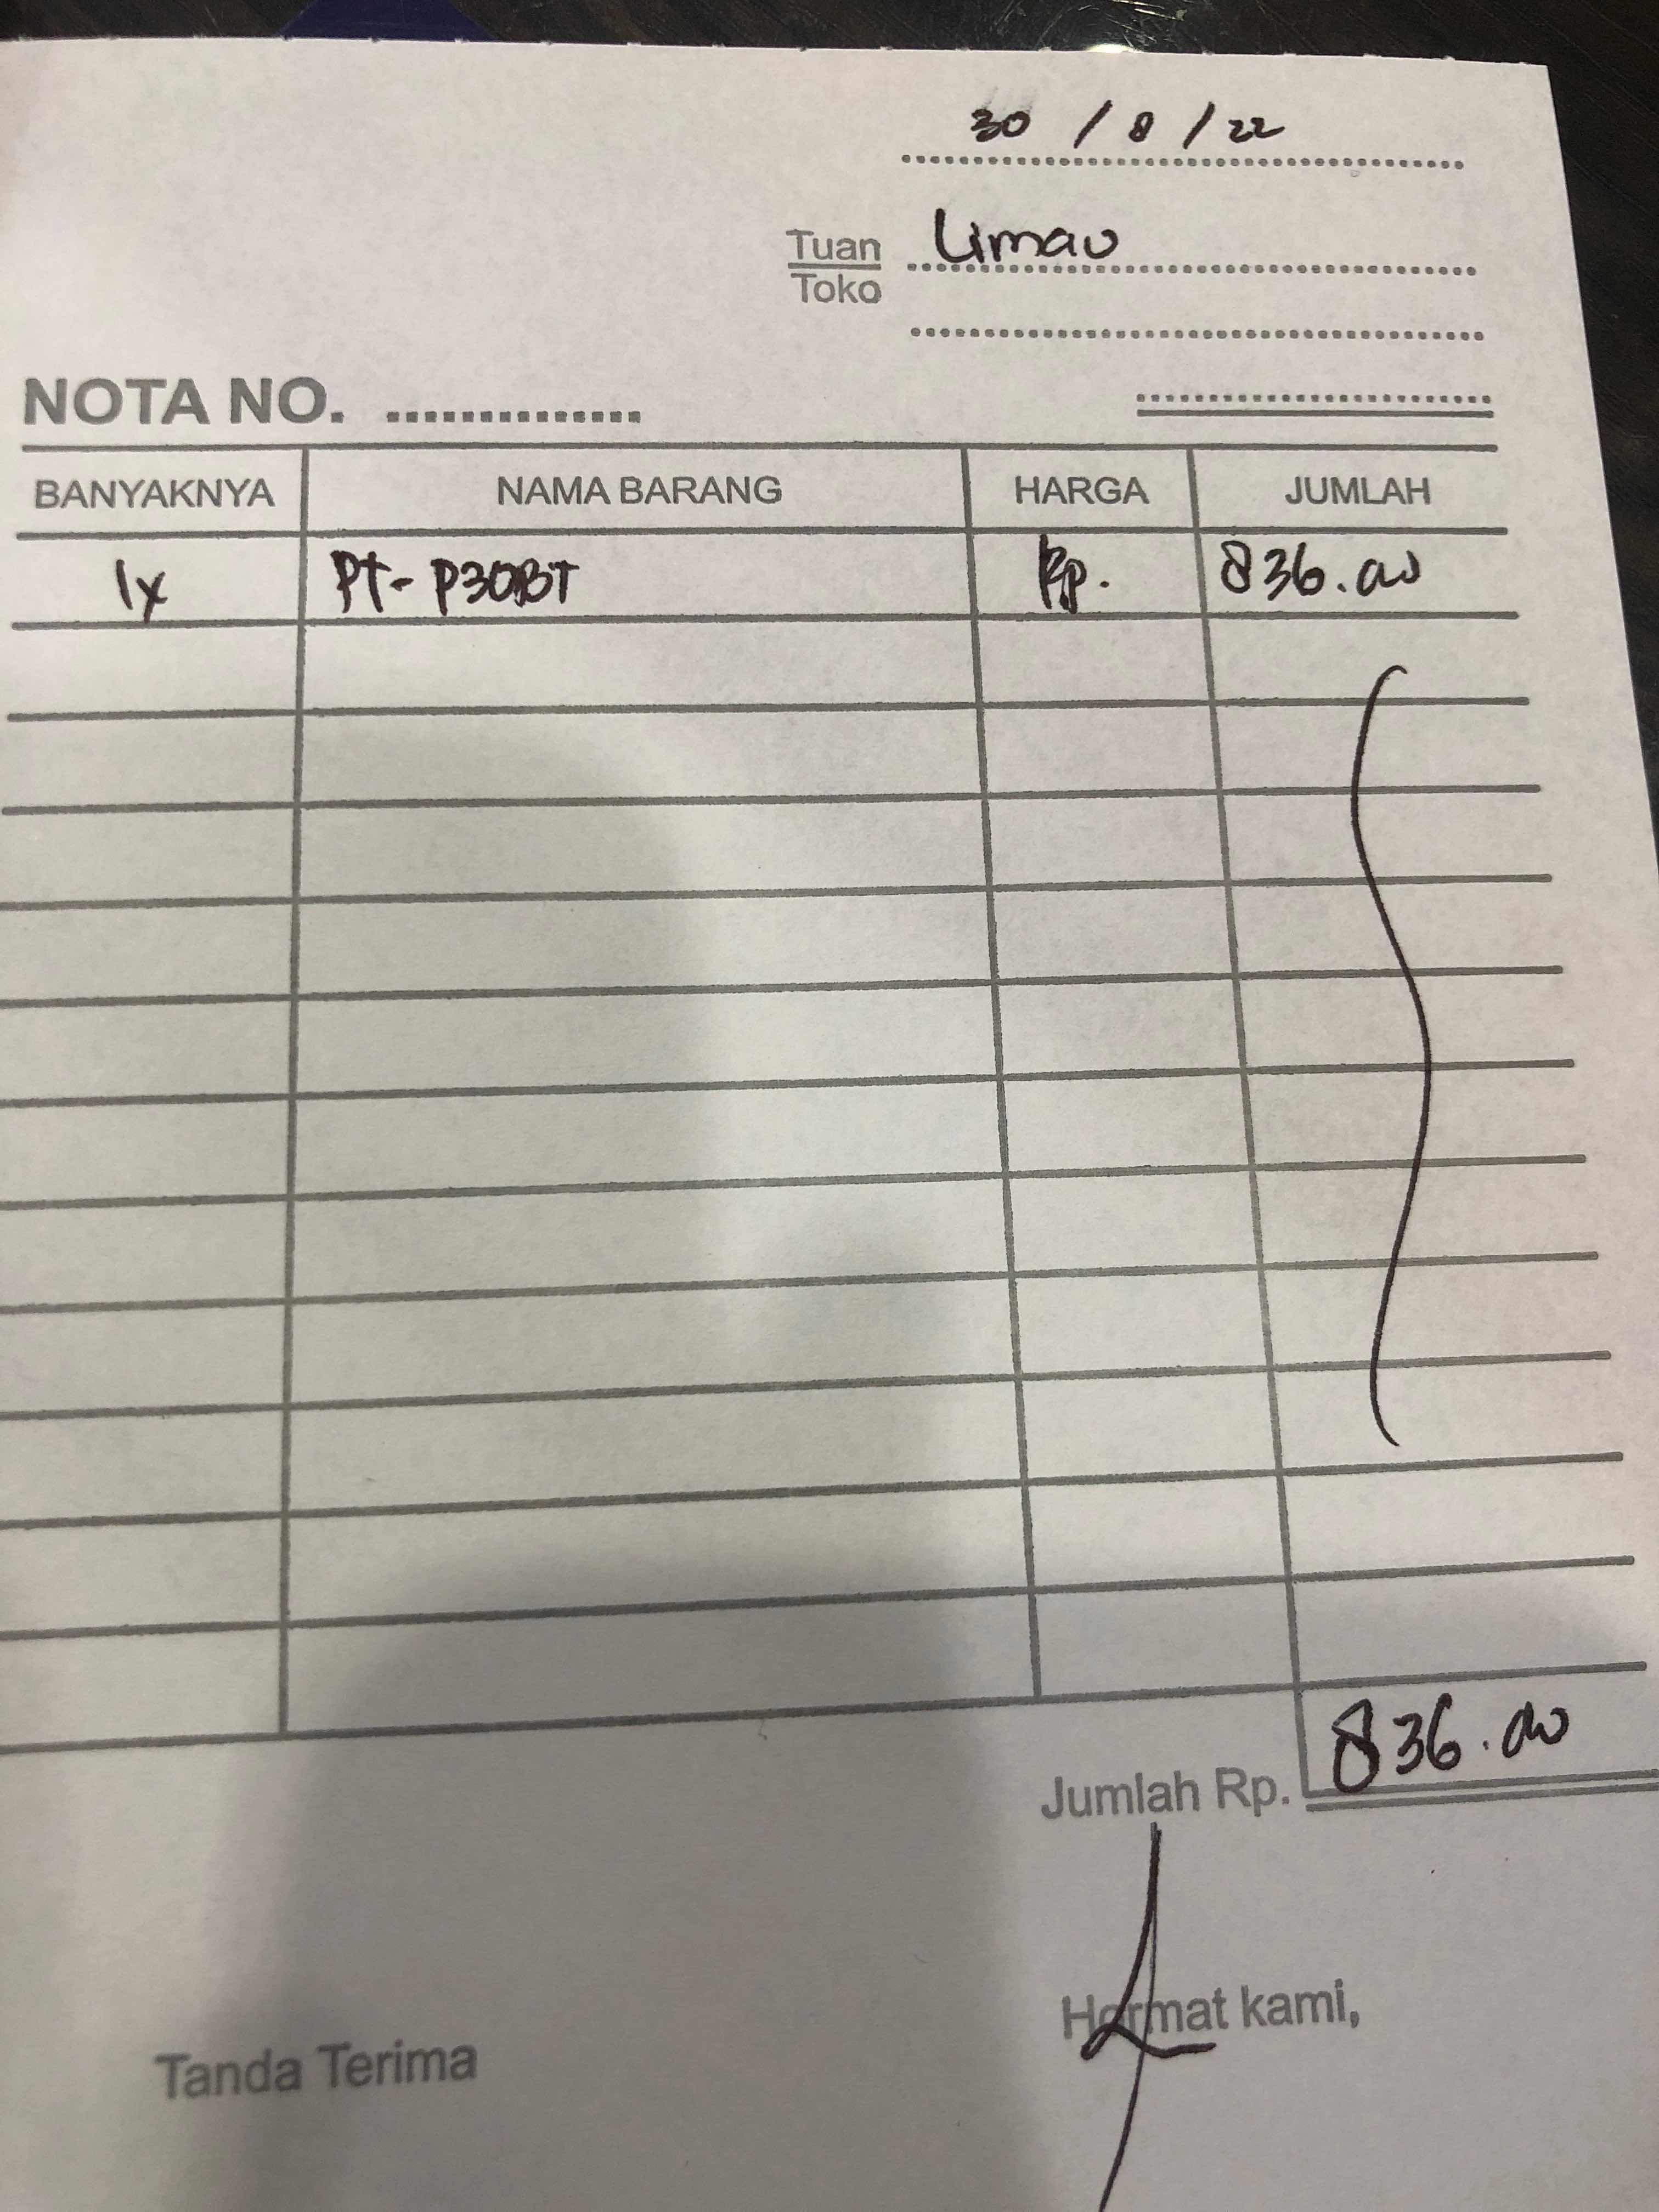 30 / 8 / 22
Tuan Limau
Toko
NOTA NO. ..............
BANYAKNYA NAMA BARANG HARGA JUMLAH
1x PT- P30BT Rp. 836.000
Jumlah Rp. 836.000
Hormat kami,
Tanda Terima